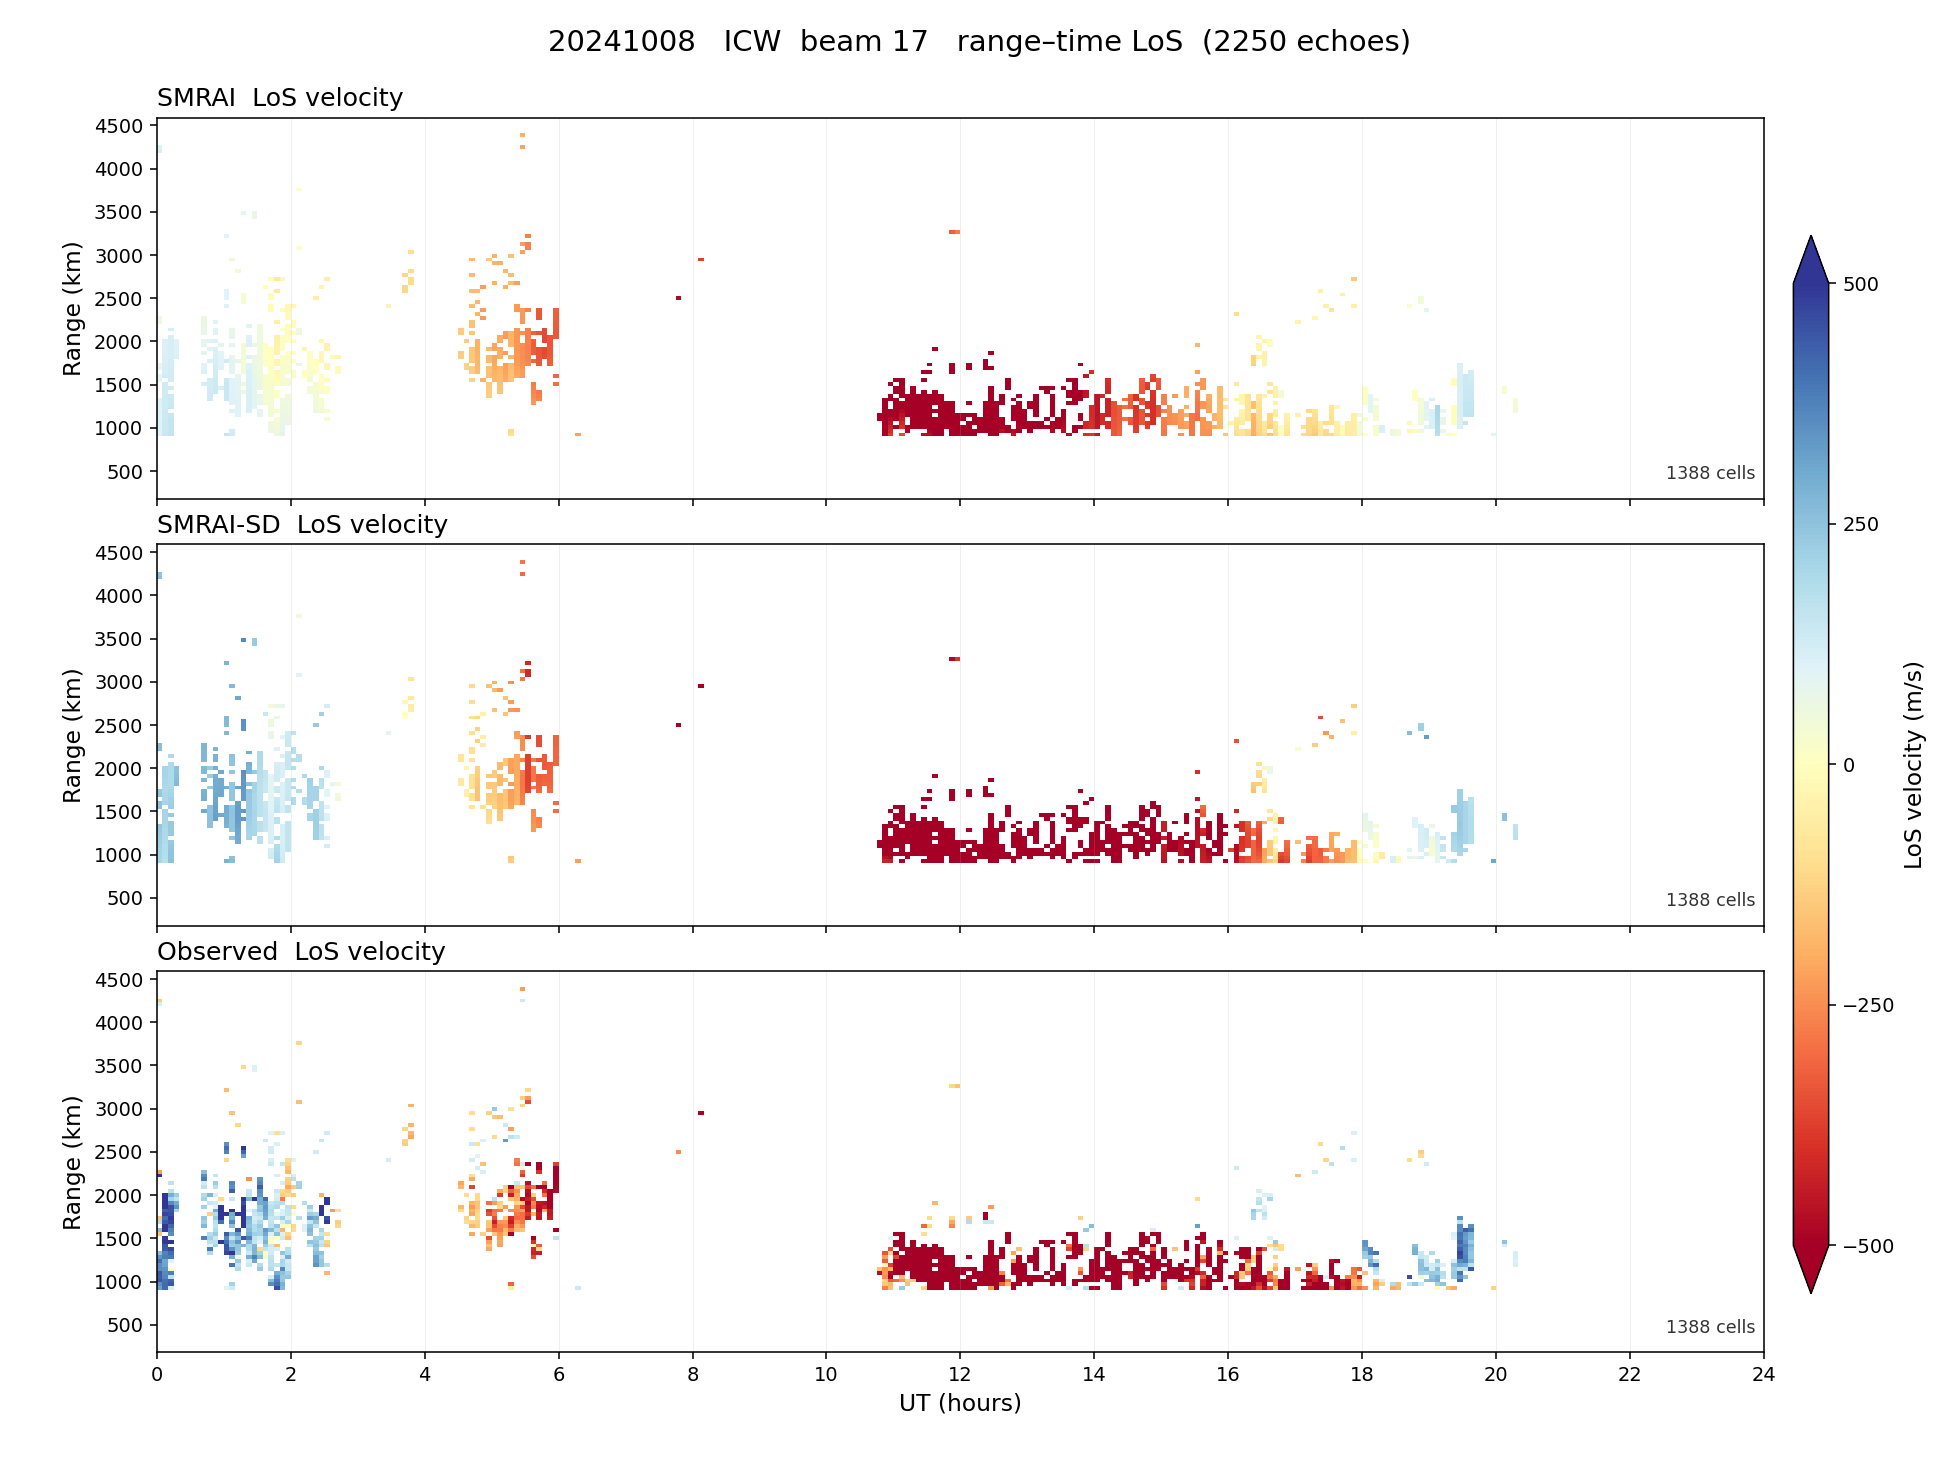 20241008   ICW  beam 17   range–time LoS  (2250 echoes)
SMRAI  LoS velocity
4500
4000
3500
3000
2500
2000
1500
1000
500
Range (km)
1388 cells
SMRAI-SD  LoS velocity
4500
4000
3500
3000
2500
2000
1500
1000
500
Range (km)
1388 cells
Observed  LoS velocity
4500
4000
3500
3000
2500
2000
1500
1000
500
Range (km)
1388 cells
0 2 4 6 8 10 12 14 16 18 20 22 24
UT (hours)
500
250
0
−250
−500
LoS velocity (m/s)